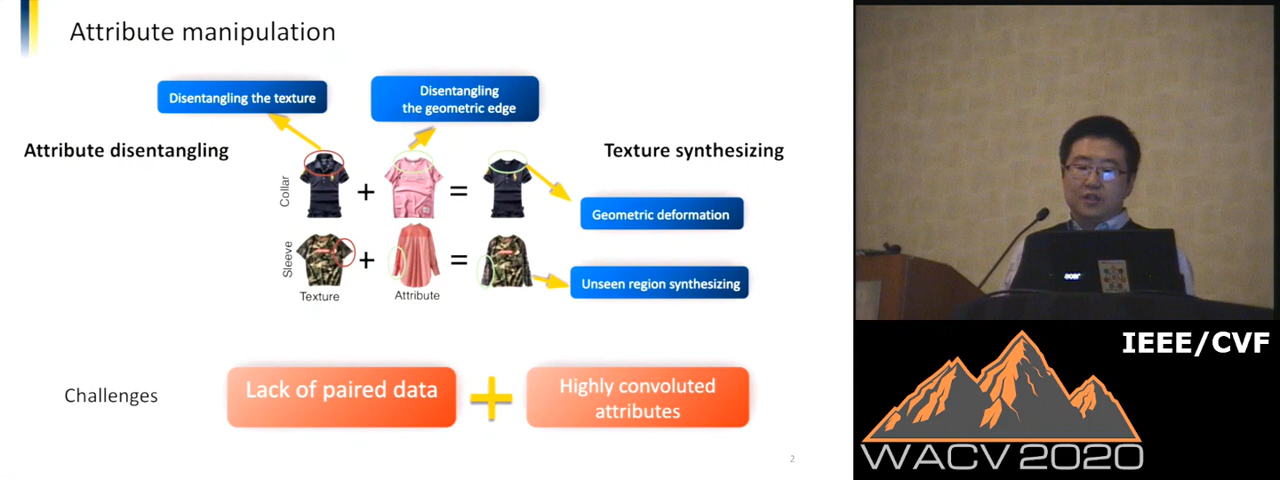 Attribute manipulation
Disentangling the texture
Disentangling
the geometric edge
Attribute disentangling
Texture synthesizing
Collar
+
=
Geometric deformation
Sleeve
+
=
Unseen region synthesizing
Texture
Attribute
Challenges
Lack of paired data
+
Highly convoluted
attributes
2
acer
IEEE/CVF
WACV 2020